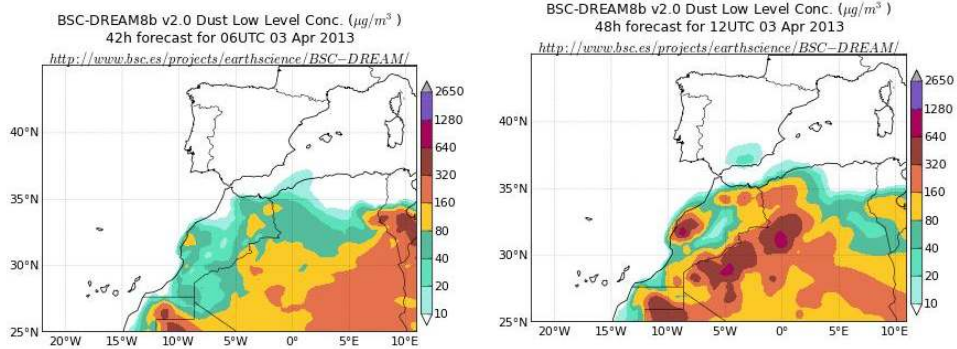 BSC-DREAM8b v2.0 Dust Low Level Conc. (μg/m³ )
42h forecast for 06UTC 03 Apr 2013
http://www.bsc.es/projects/earthscience/BSC−DREAM/
40°N
35°N
30°N
25°N
20°W
15°W
10°W
5°W
0°
5°E
10°E
2650
1280
640
320
160
80
40
20
10
BSC-DREAM8b v2.0 Dust Low Level Conc. (μg/m³ )
48h forecast for 12UTC 03 Apr 2013
http://www.bsc.es/projects/earthscience/BSC−DREAM/
40°N
35°N
30°N
25°N
20°W
15°W
10°W
5°W
0°
5°E
10°E
2650
1280
640
320
160
80
40
20
10